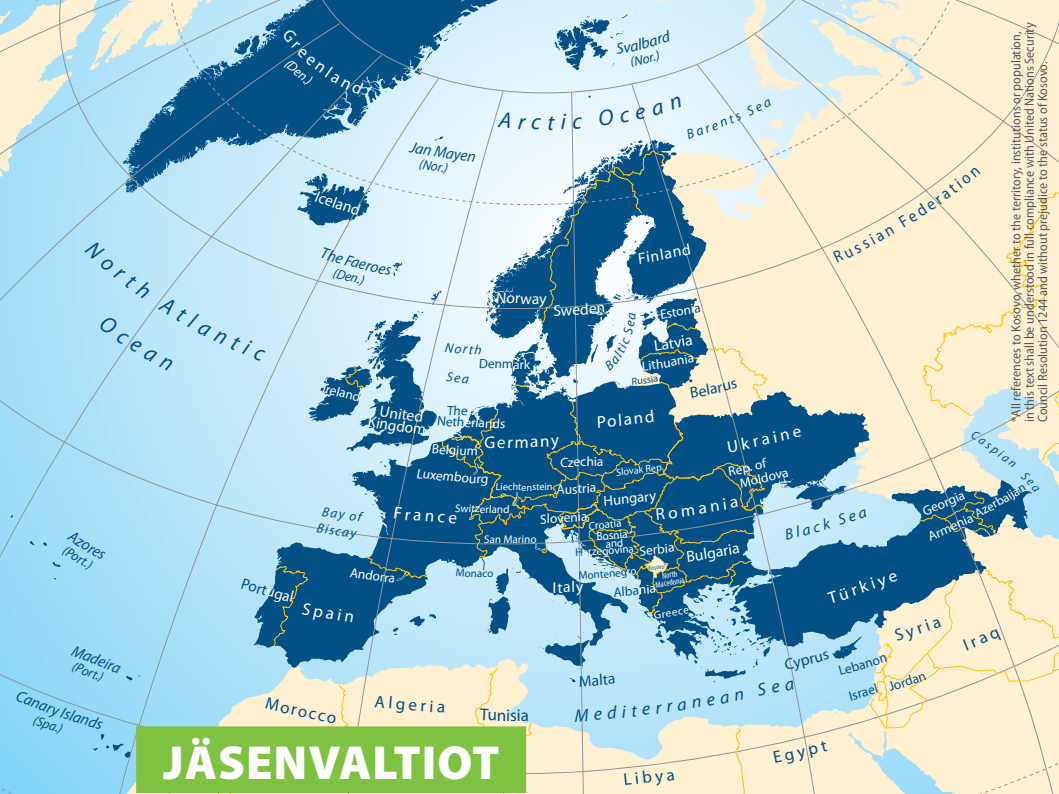 Greenland
(Den.)
Svalbard
(Nor.)
Arctic Ocean
Barents Sea
Jan Mayen
(Nor.)
Iceland
The Faeroes
(Den.)
North Atlantic
Ocean
Russian Federation
*All references to Kosovo, whether to the territory, institutions or population,
in this text shall be understood in full compliance with United Nations Security
Council Resolution 1244 and without prejudice to the status of Kosovo.
Finland
Norway
Sweden
Estonia
Baltic Sea
Latvia
Lithuania
Russia
Belarus
North
Sea
Denmark
Ireland
United
Kingdom
The
Netherlands
Belgium
Luxembourg
Germany
Poland
Czechia
Slovak Rep.
Ukraine
Rep. of
Moldova
Liechtenstein
Austria
Hungary
Romania
France
Switzerland
Slovenia
Croatia
Bosnia
and
Herzegovina
Serbia
Bulgaria
Bay of
Biscay
San Marino
Monaco
Andorra
Italy
Montenegro
North
Macedonia
Albania
Greece
Black Sea
Caspian Sea
Georgia
Armenia
Azerbaijan
Türkiye
Azores
(Port.)
Portugal
Spain
Madeira
(Port.)
Canary Islands
(Spa.)
Malta
Mediterranean Sea
Cyprus
Lebanon
Syria
Iraq
Israel
Jordan
Morocco
Algeria
Tunisia
Libya
Egypt
JÄSENVALTIOT